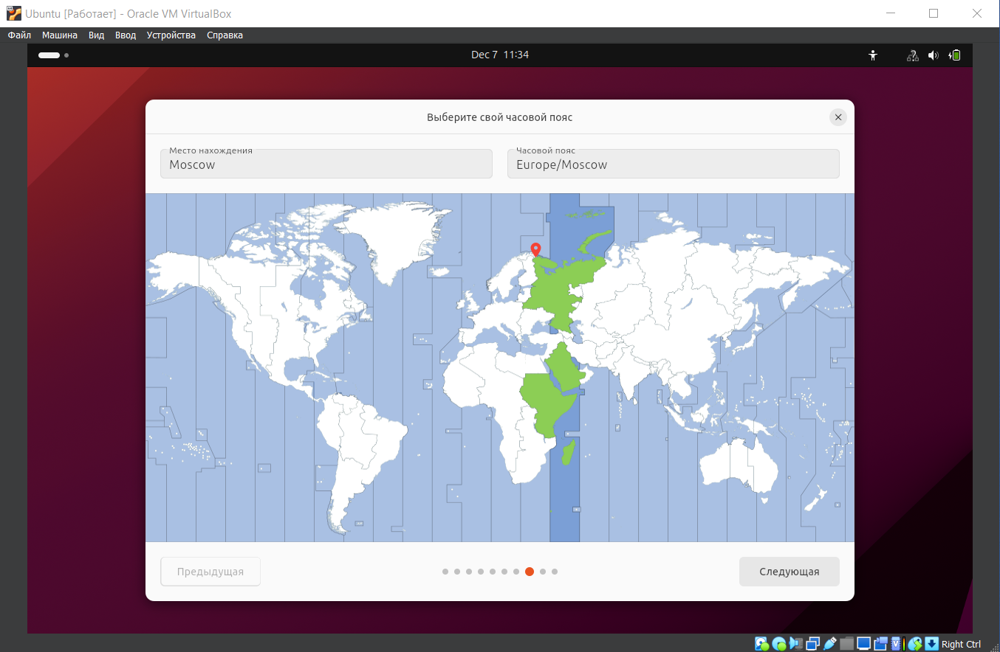 Ubuntu [Работает] - Oracle VM VirtualBox
Файл Машина Вид Ввод Устройства Справка
Dec 7 11:34
Выберите свой часовой пояс
Место нахождения
Moscow
Часовой пояс
Europe/Moscow
Предыдущая
Следующая
Right Ctrl